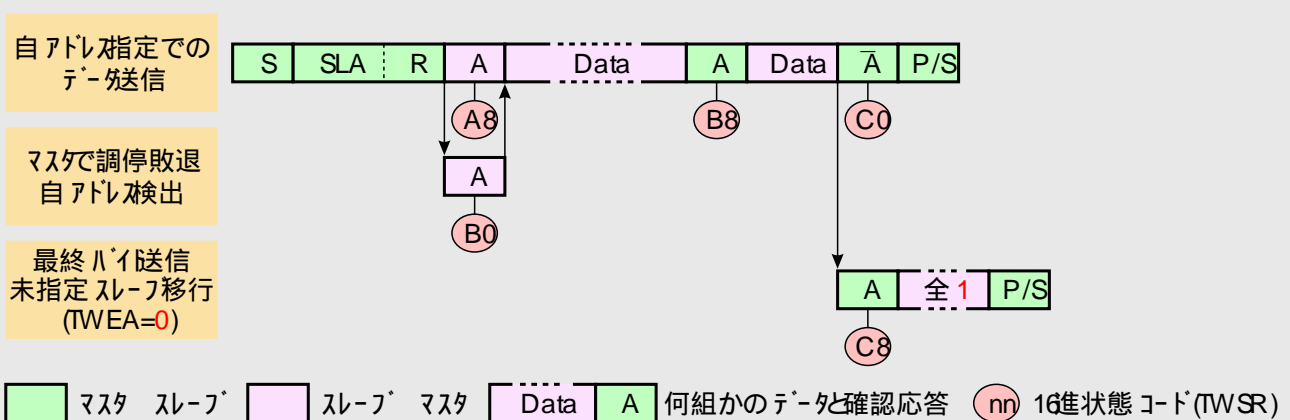 自アドレス指定での
データ送信
S SLA R A Data A Data A̅ P/S
A8 B8 C0
マスタで調停敗退
自アドレス検出
A
B0
最終バイト送信
未指定スレーブ移行
(TWEA=0)
A 全1 P/S
C8
マスタ スレーブ スレーブ マスタ Data A 何組かのデータと確認応答 nn 16進状態コード(TWSR)